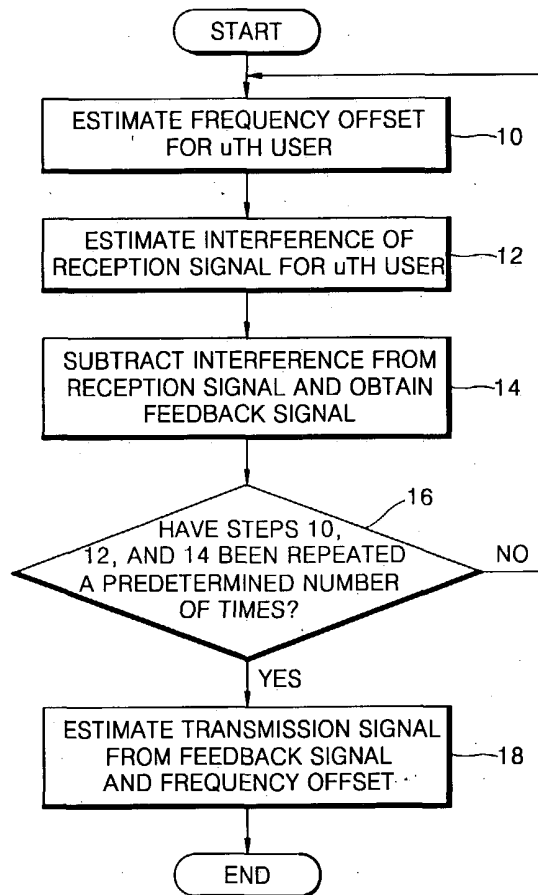 START
ESTIMATE FREQUENCY OFFSET
FOR uTH USER
10
ESTIMATE INTERFERENCE OF
RECEPTION SIGNAL FOR uTH USER
12
SUBTRACT INTERFERENCE FROM
RECEPTION SIGNAL AND OBTAIN
FEEDBACK SIGNAL
14
16
HAVE STEPS 10,
12, AND 14 BEEN REPEATED
A PREDETERMINED NUMBER
OF TIMES?
NO
YES
ESTIMATE TRANSMISSION SIGNAL
FROM FEEDBACK SIGNAL
AND FREQUENCY OFFSET
18
END